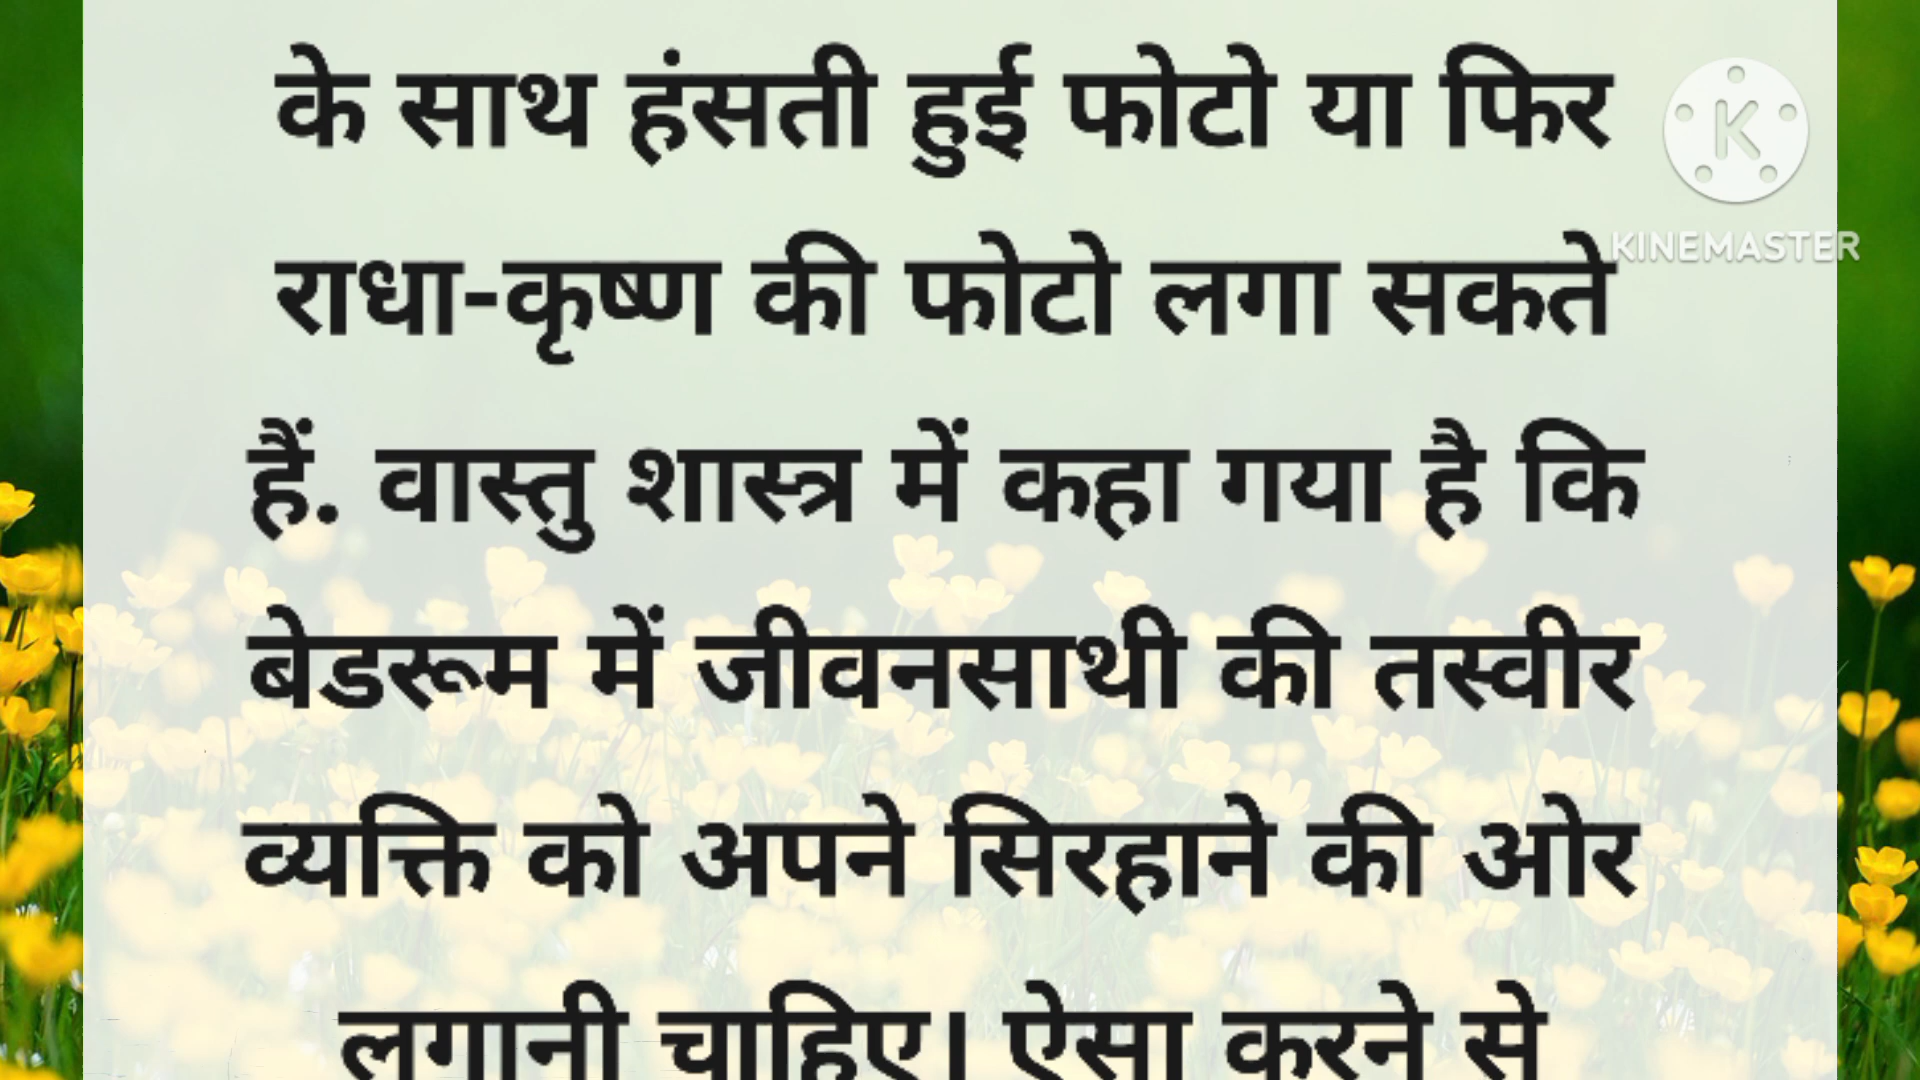 के साथ हंसती हुई फोटो या फिर
राधा-कृष्ण की फोटो लगा सकते
हैं. वास्तु शास्त्र में कहा गया है कि
बेडरूम में जीवनसाथी की तस्वीर
व्यक्ति को अपने सिरहाने की ओर
लगानी चाहिए। ऐसा करने से
K
KINEMASTER